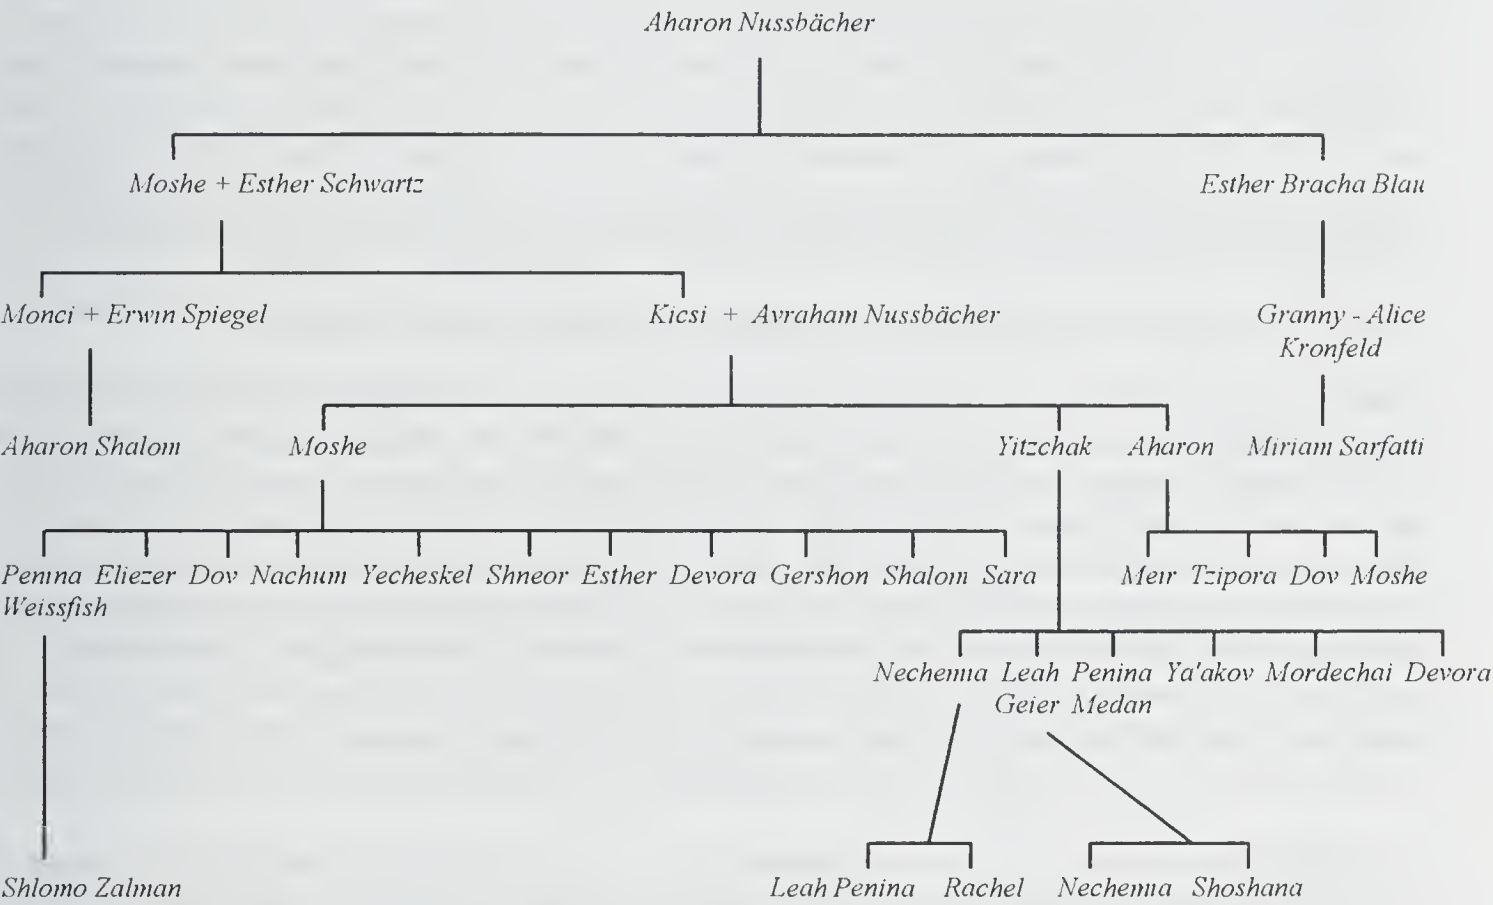 Aharon Nussbächer
Moshe + Esther Schwartz
Esther Bracha Blau
Monci + Erwin Spiegel
Kicsi + Avraham Nussbächer
Granny - Alice
Kronfeld
Aharon Shalom
Moshe
Yitzchak
Aharon
Miriam Sarfatti
Penina Eliezer Dov Nachum Yecheskel Shneor Esther Devora Gershon Shalom Sara
Weissfish
Meir Tzipora Dov Moshe
Nechemia Leah Penina Ya'akov Mordechai Devora
Geier Medan
Shlomo Zalman
Leah Penina Rachel Nechemia Shoshana